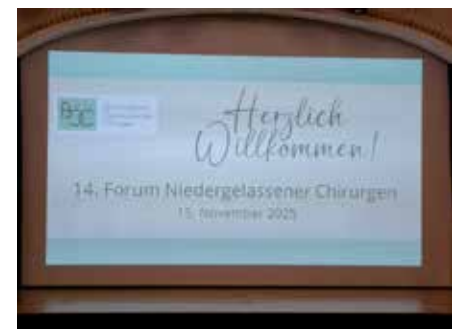 Herzlich
Willkommen!
14. Forum Niedergelassener Chirurgen
15. November 2025